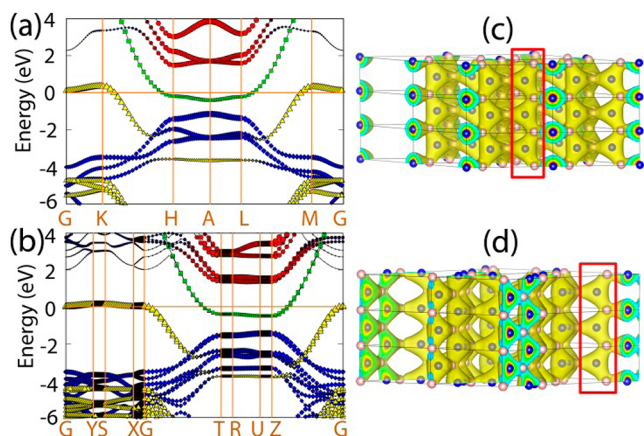 (a)
Energy (eV)
4
2
0
-2
-4
-6
G K H A L M G
(b)
Energy (eV)
4
2
0
-2
-4
-6
G YS XG T R U Z G
(c)
(d)